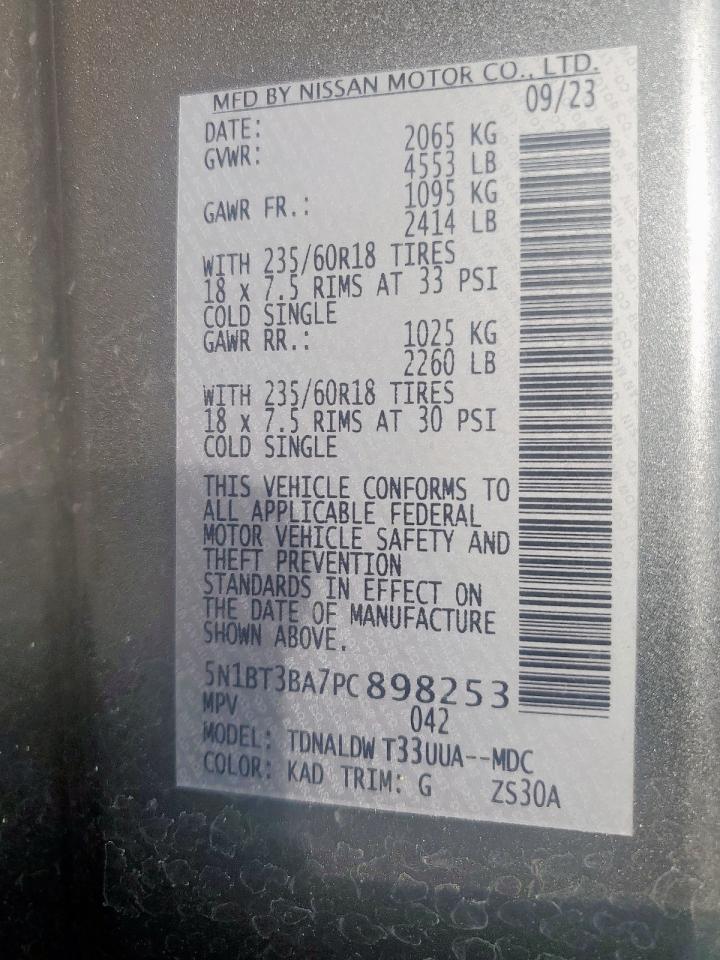 MFD BY NISSAN MOTOR CO., LTD.
DATE: 09/23
GVWR: 2065 KG
4553 LB
GAWR FR.: 1095 KG
2414 LB
WITH 235/60R18 TIRES
18 x 7.5 RIMS AT 33 PSI
COLD SINGLE
GAWR RR.: 1025 KG
2260 LB
WITH 235/60R18 TIRES
18 x 7.5 RIMS AT 30 PSI
COLD SINGLE
THIS VEHICLE CONFORMS TO
ALL APPLICABLE FEDERAL
MOTOR VEHICLE SAFETY AND
THEFT PREVENTION
STANDARDS IN EFFECT ON
THE DATE OF MANUFACTURE
SHOWN ABOVE.
5N1BT3BA7PC898253
MPV 042
MODEL: TDNALDW T33UUA--MDC
COLOR: KAD TRIM: G ZS30A